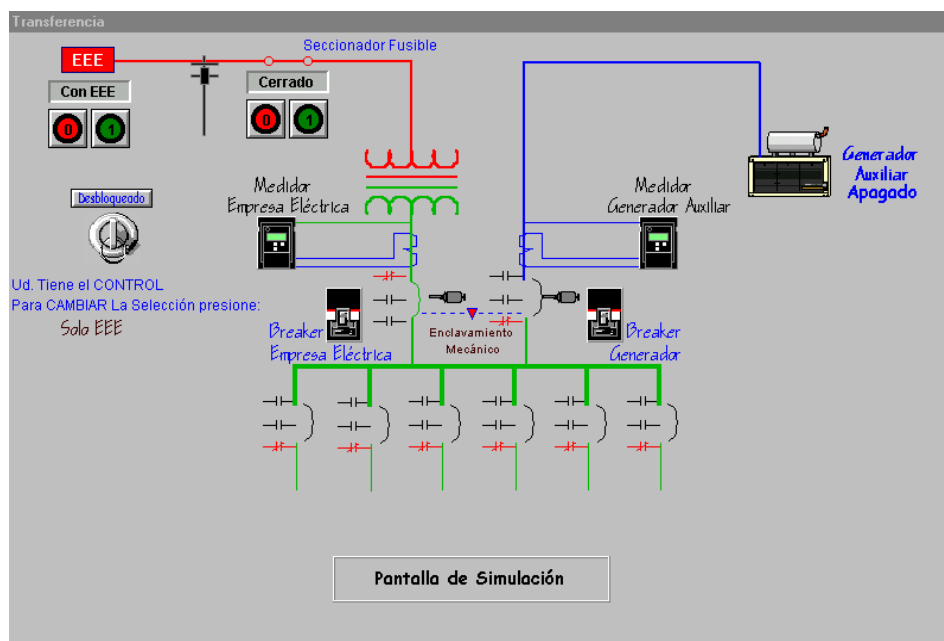 Transferencia
Seccionador Fusible
EEE
Con EEE
Cerrado
0
1
0
1
Generador
Auxiliar
Apagado
Medidor
Empresa Eléctrica
Medidor
Generador Auxiliar
Desbloqueado
Ud. Tiene el CONTROL
Para CAMBIAR La Selección presione:
Solo EEE
Breaker
Empresa Eléctrica
Enclavamiento
Mecánico
Breaker
Generador
Pantalla de Simulación